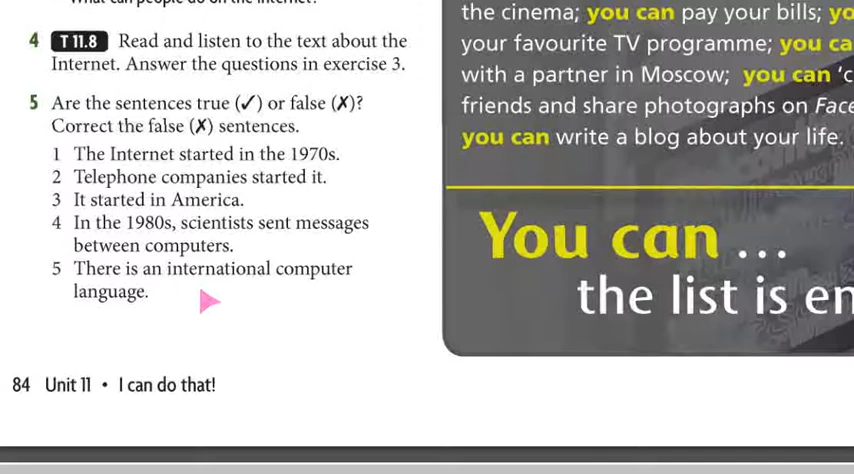 4 T 11.8 Read and listen to the text about the
Internet. Answer the questions in exercise 3.
5 Are the sentences true (✓) or false (✗)?
Correct the false (✗) sentences.
1 The Internet started in the 1970s.
2 Telephone companies started it.
3 It started in America.
4 In the 1980s, scientists sent messages
between computers.
5 There is an international computer
language.
84 Unit 11 • I can do that!
the cinema; you can pay your bills;
your favourite TV programme; you
with a partner in Moscow; you can
friends and share photographs on
you can write a blog about your life.
You can ...
the list is